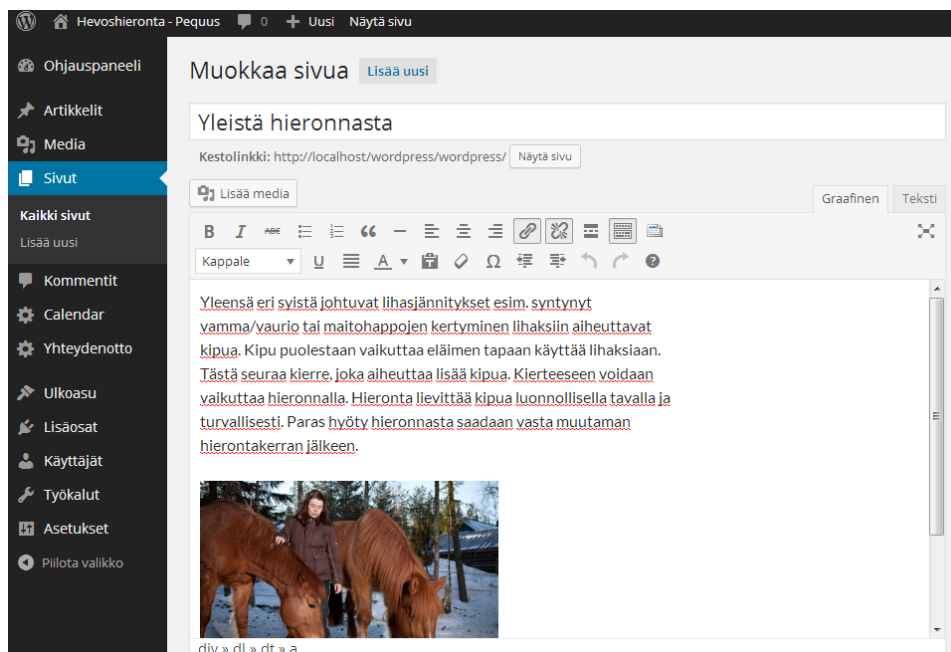 Hevoshieronta - Pequus 0 Uusi Näytä sivu
Ohjauspaneeli
Artikkelit
Media
Sivut
Kaikki sivut
Lisää uusi
Kommentit
Calendar
Yhteydenotto
Ulkoasu
Lisäosat
Käyttäjät
Työkalut
Asetukset
Piilota valikko
Muokkaa sivua Lisää uusi
Yleistä hieronnasta
Kestolinkki: http://localhost/wordpress/wordpress/ Näytä sivu
Lisää media
Graafinen Teksti
B I ABC
Kappale U A Ω
Yleensä eri syistä johtuvat lihasjännitykset esim. syntynyt
vamma/vaurio tai maitohappojen kertyminen lihaksiin aiheuttavat
kipua. Kipu puolestaan vaikuttaa eläimen tapaan käyttää lihaksiaan.
Tästä seuraa kierre, joka aiheuttaa lisää kipua. Kierteeseen voidaan
vaikuttaa hieronnalla. Hieronta lievittää kipua luonnollisella tavalla ja
turvallisesti. Paras hyöty hieronnasta saadaan vasta muutaman
hierontakerran jälkeen.
div » dl » dt » a